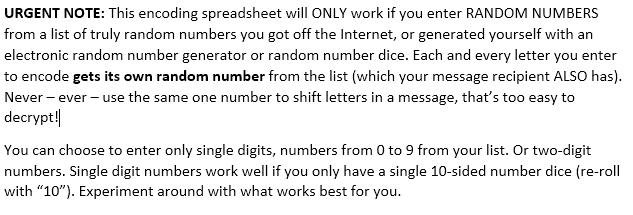 URGENT NOTE: This encoding spreadsheet will ONLY work if you enter RANDOM NUMBERS
from a list of truly random numbers you got off the Internet, or generated yourself with an
electronic random number generator or random number dice. Each and every letter you enter
to encode gets its own random number from the list (which your message recipient ALSO has).
Never – ever – use the same one number to shift letters in a message, that's too easy to
decrypt!
You can choose to enter only single digits, numbers from 0 to 9 from your list. Or two-digit
numbers. Single digit numbers work well if you only have a single 10-sided number dice (re-roll
with “10”). Experiment around with what works best for you.